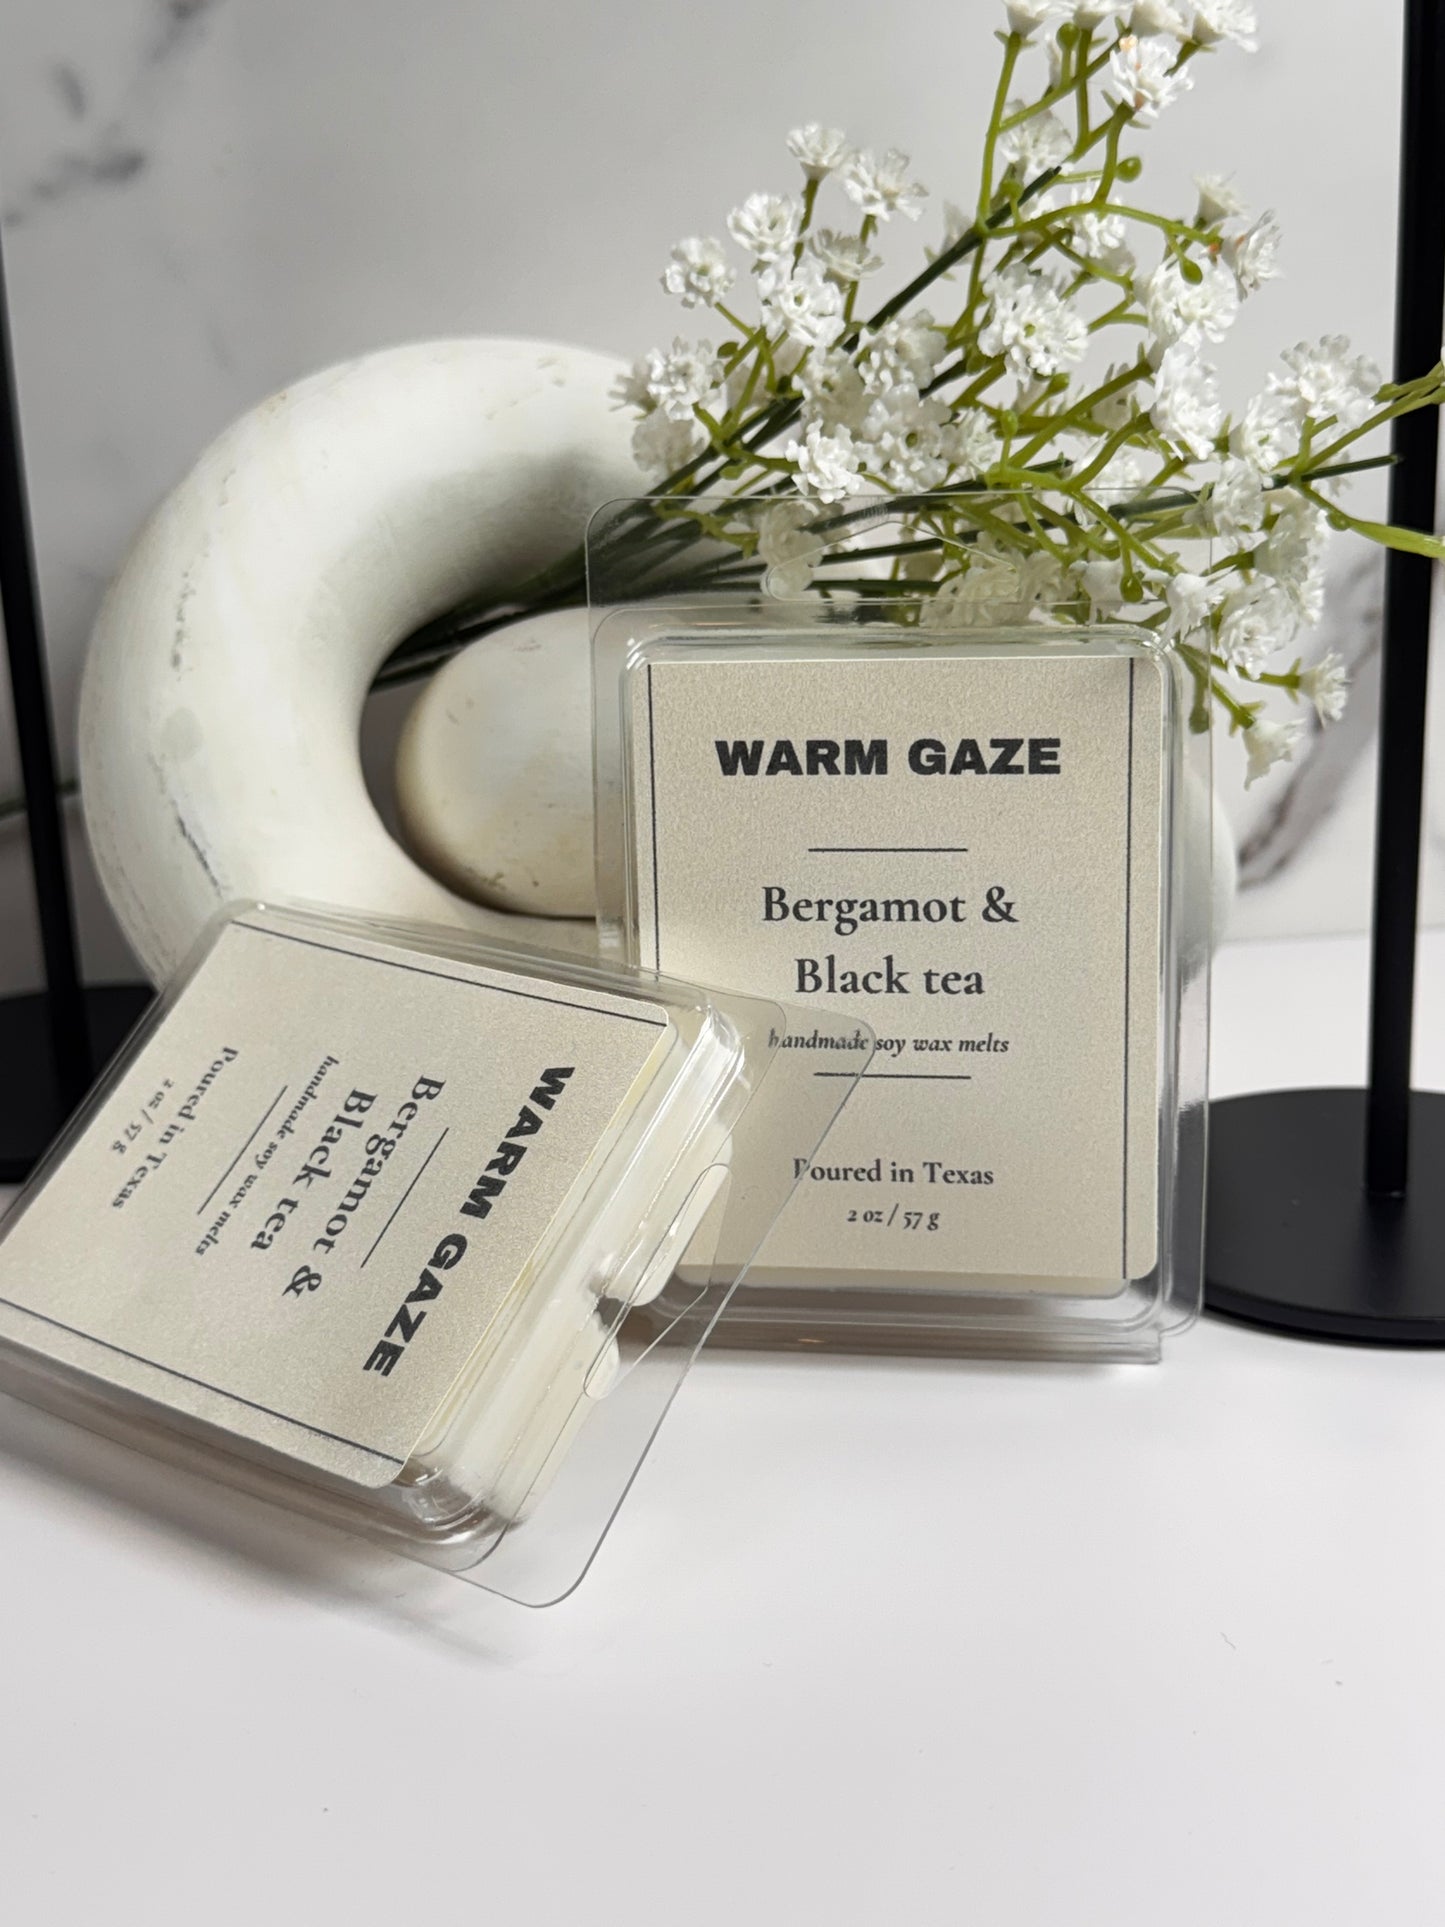 WARM GAZE
Bergamot &
Black tea
handmade soy wax melts
Poured in Texas
2 oz / 57 g
WARM GAZE
Bergamot &
Black tea
handmade soy wax melts
Poured in Texas
2 oz / 57 g